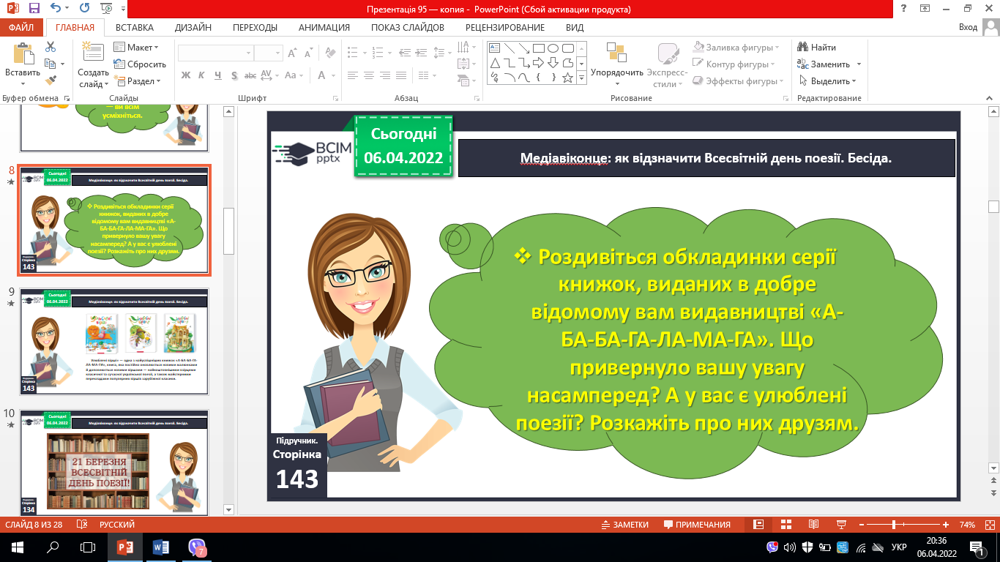 Презентація 95 — копия - PowerPoint (Сбой активации продукта)
ФАЙЛ ГЛАВНАЯ ВСТАВКА ДИЗАЙН ПЕРЕХОДЫ АНИМАЦИЯ ПОКАЗ СЛАЙДОВ РЕЦЕНЗИРОВАНИЕ ВИД Вход
Вставить
Буфер обмена
Создать
слайд
Макет
Сбросить
Раздел
Слайды
Ж К Ч S abc AV Aa A
Шрифт
Абзац
Упорядочить
Экспресс-
стили
Заливка фигуры
Контур фигуры
Эффекты фигуры
Рисование
Найти
Заменить
Выделить
Редактирование
— ви всім
усміхніться.
8
Сьогодні
06.04.2022
Медіавіконце: як відзначити Всесвітній день поезії. Бесіда.
Роздивіться обкладинки серії
книжок, виданих в добре
відомому вам видавництві «А-
БА-БА-ГА-ЛА-МА-ГА». Що
привернуло вашу увагу
насамперед? А у вас є улюблені
поезії? Розкажіть про них друзям.
Підручник.
Сторінка
143
9
Сьогодні
06.04.2022
Медіавіконце: як відзначити Всесвітній день поезії. Бесіда.
Підручник.
Сторінка
143
10
Сьогодні
06.04.2022
Медіавіконце: як відзначити Всесвітній день поезії. Бесіда.
21 БЕРЕЗНЯ
ВСЕСВІТНІЙ
ДЕНЬ ПОЕЗІЇ!
Підручник.
Сторінка
134
ВСІМ
pptx
Сьогодні
06.04.2022
Медіавіконце: як відзначити Всесвітній день поезії. Бесіда.
❖ Роздивіться обкладинки серії
книжок, виданих в добре
відомому вам видавництві «А-
БА-БА-ГА-ЛА-МА-ГА». Що
привернуло вашу увагу
насамперед? А у вас є улюблені
поезії? Розкажіть про них друзям.
Підручник.
Сторінка
143
СЛАЙД 8 ИЗ 28 РУССКИЙ ЗАМЕТКИ ПРИМЕЧАНИЯ 74%
7
УКР
20:36
06.04.2022
1